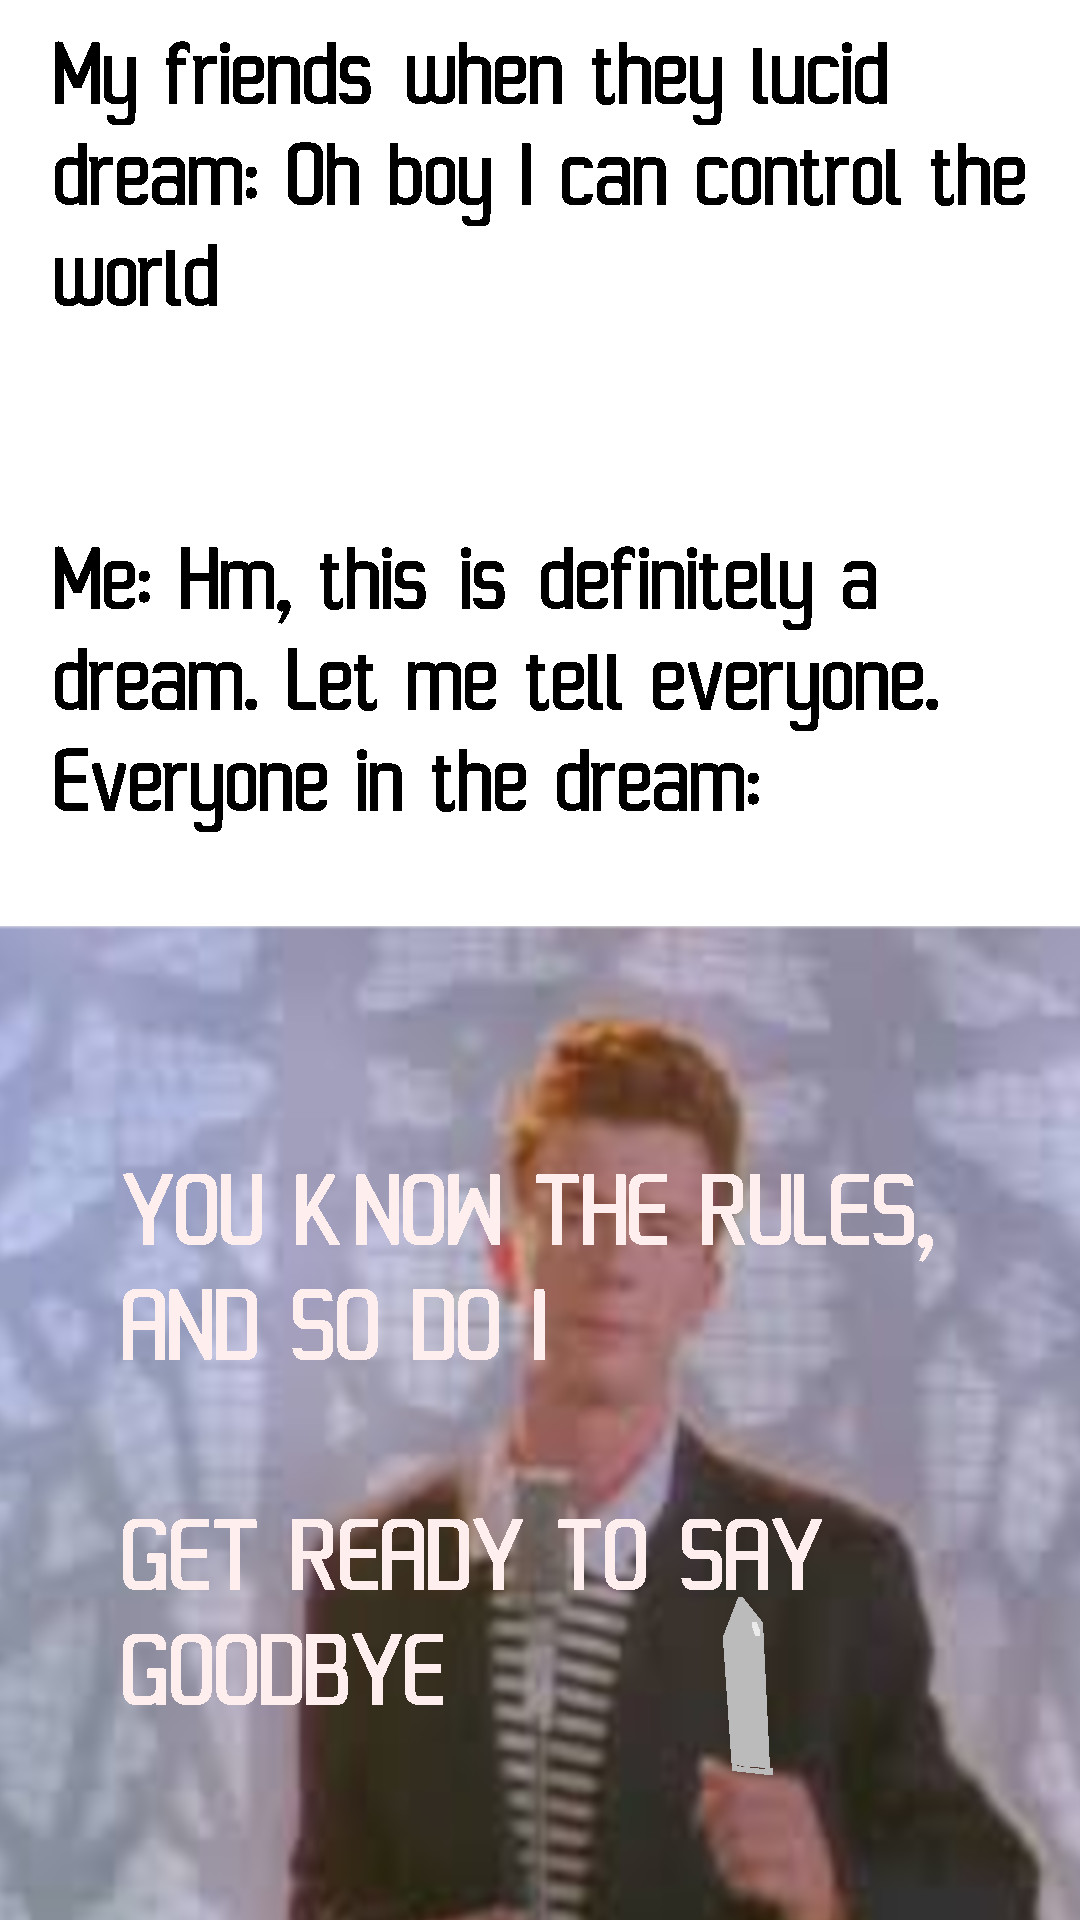 My friends when they lucid
dream: Oh boy I can control the
world
Me: Hm, this is definitely a
dream. Let me tell everyone.
Everyone in the dream:
YOU KNOW THE RULES,
AND SO DO I
GET READY TO SAY
GOODBYE